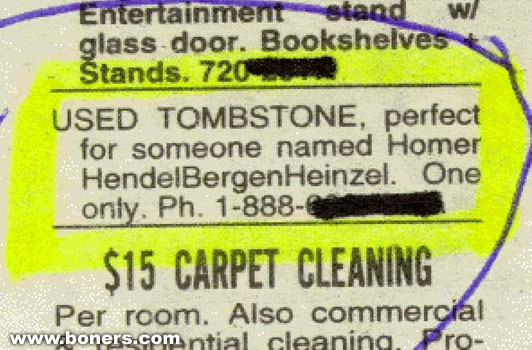 Entertainment stand w/
glass door. Bookshelves +
Stands. 720-
USED TOMBSTONE, perfect
for someone named Homer
HendelBergenHeinzel. One
only. Ph. 1-888-
$15 CARPET CLEANING
Per room. Also commercial
& residential cleaning. Pro-
www.boners.com